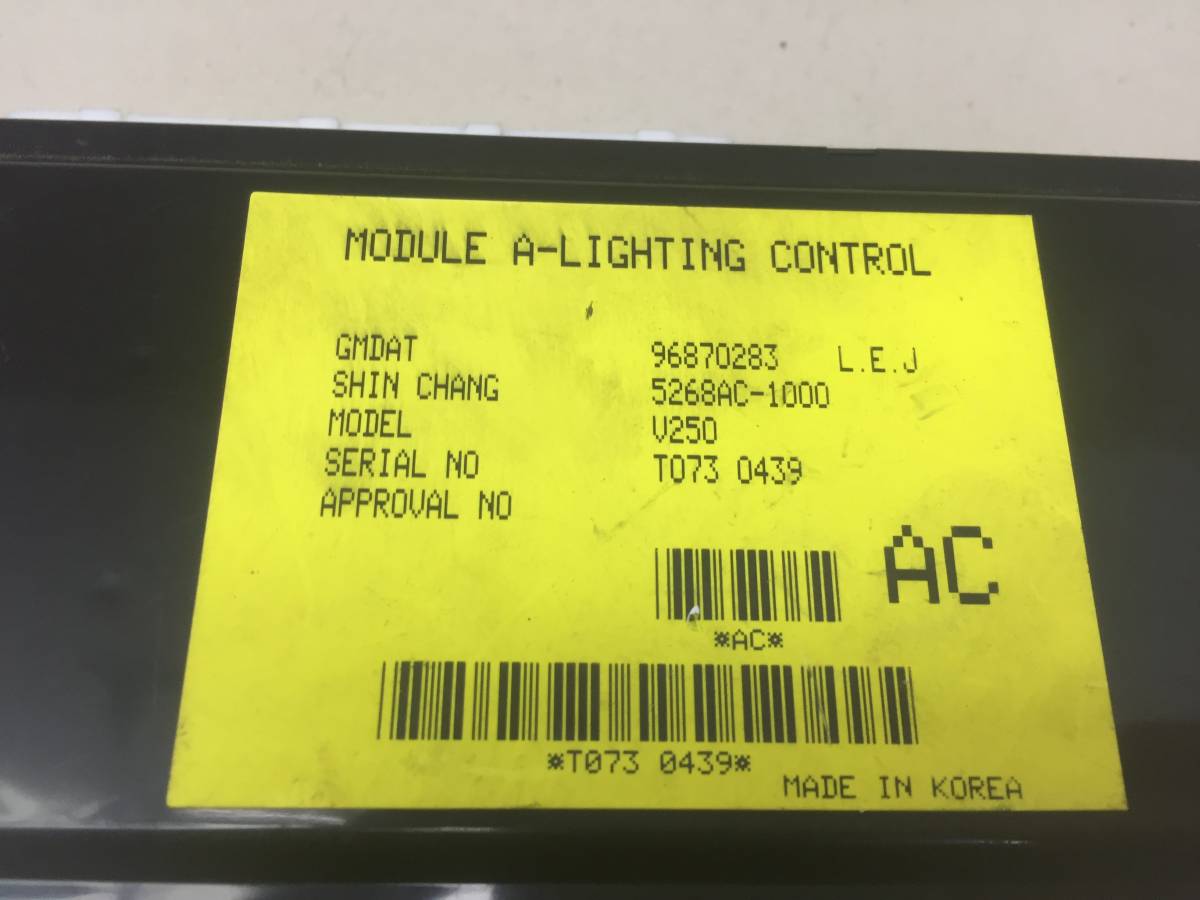 MODULE A-LIGHTING CONTROL
GMDAT 96870283 L.E.J
SHIN CHANG 5268AC-1000
MODEL V250
SERIAL NO T073 0439
APPROVAL NO
AC
*AC*
*T073 0439*
MADE IN KOREA